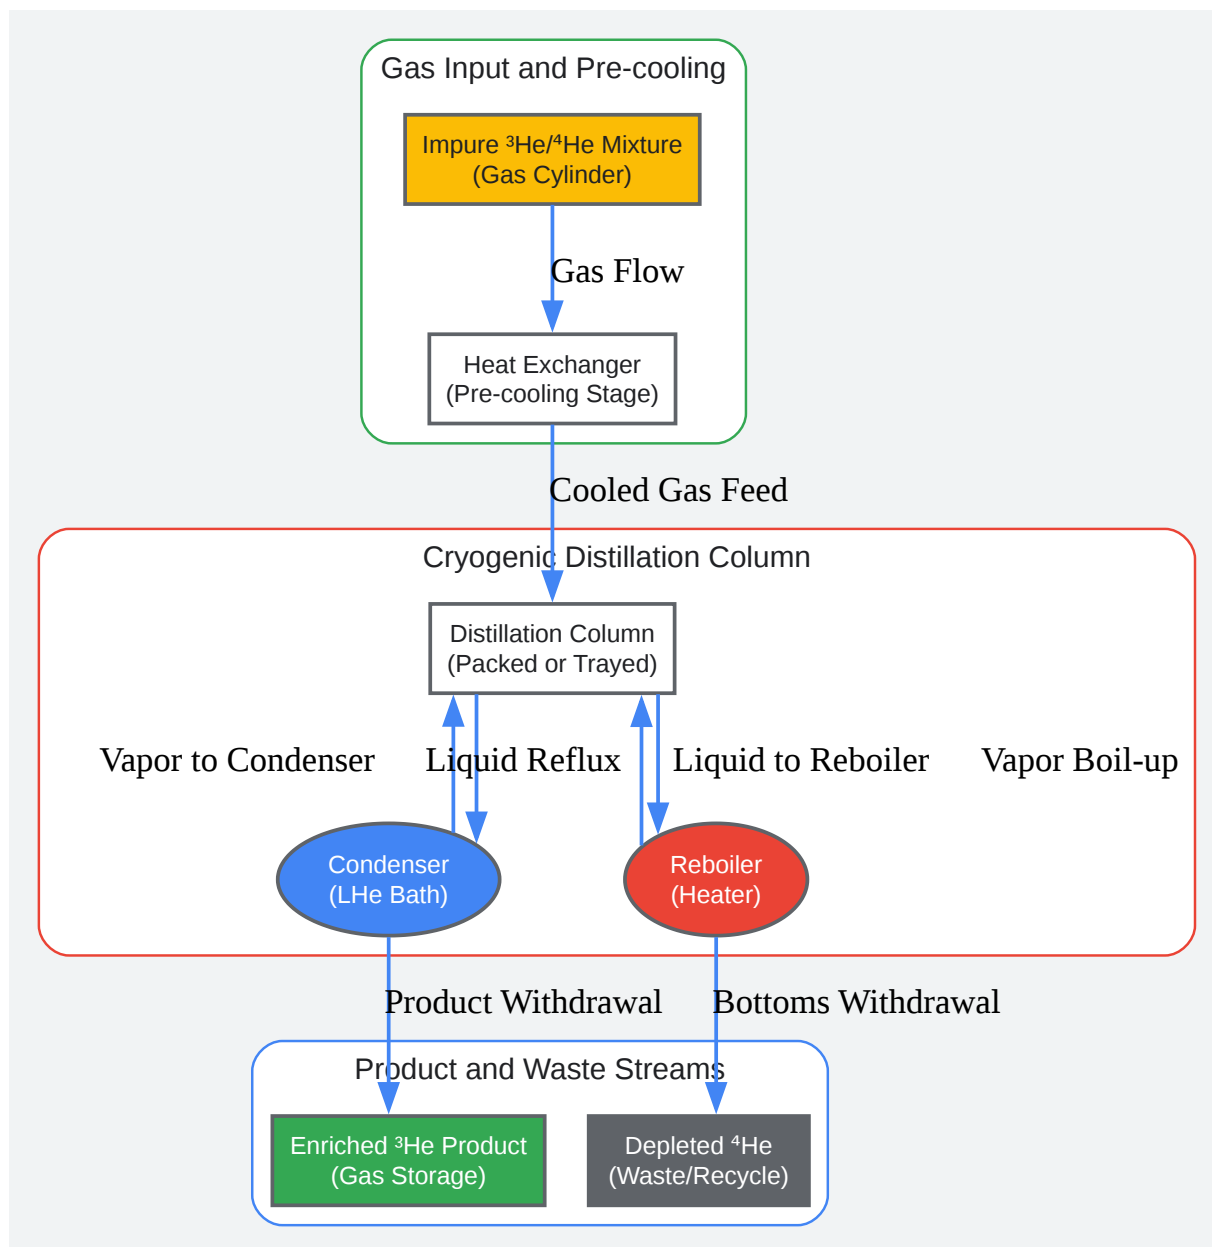 Gas Input and Pre-cooling
Impure ³He/⁴He Mixture
(Gas Cylinder)
Gas Flow
Heat Exchanger
(Pre-cooling Stage)
Cooled Gas Feed
Cryogenic Distillation Column
Distillation Column
(Packed or Trayed)
Vapor to Condenser
Liquid Reflux
Liquid to Reboiler
Vapor Boil-up
Condenser
(LHe Bath)
Reboiler
(Heater)
Product Withdrawal
Bottoms Withdrawal
Product and Waste Streams
Enriched ³He Product
(Gas Storage)
Depleted ⁴He
(Waste/Recycle)